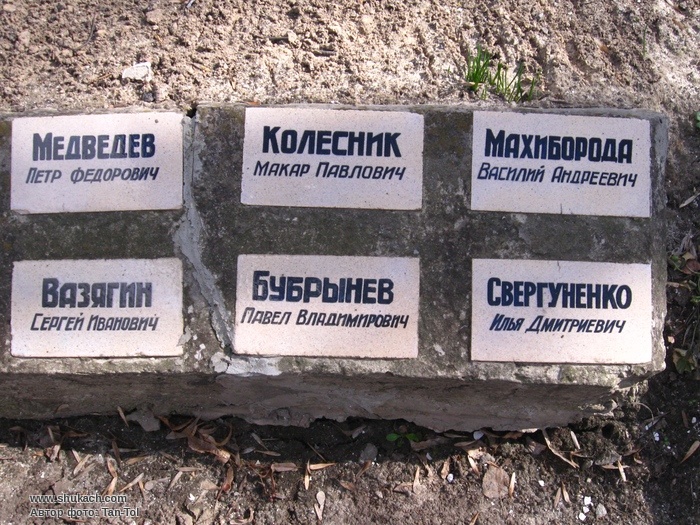 МЕДВЕДЕВ
ПЕТР ФЕДОРОВИЧ
КОЛЕСНИК
МАКАР ПАВЛОВИЧ
МАХИБОРОДА
ВАСИЛИЙ АНДРЕЕВИЧ
ВАЗЯГИН
СЕРГЕЙ ИВАНОВИЧ
БУБРЫНЕВ
ПАВЕЛ ВЛАДИМИРОВИЧ
СВЕРГУНЕНКО
ИЛЬЯ ДМИТРИЕВИЧ
www.shukach.com
Автор фото: Tan-Tol